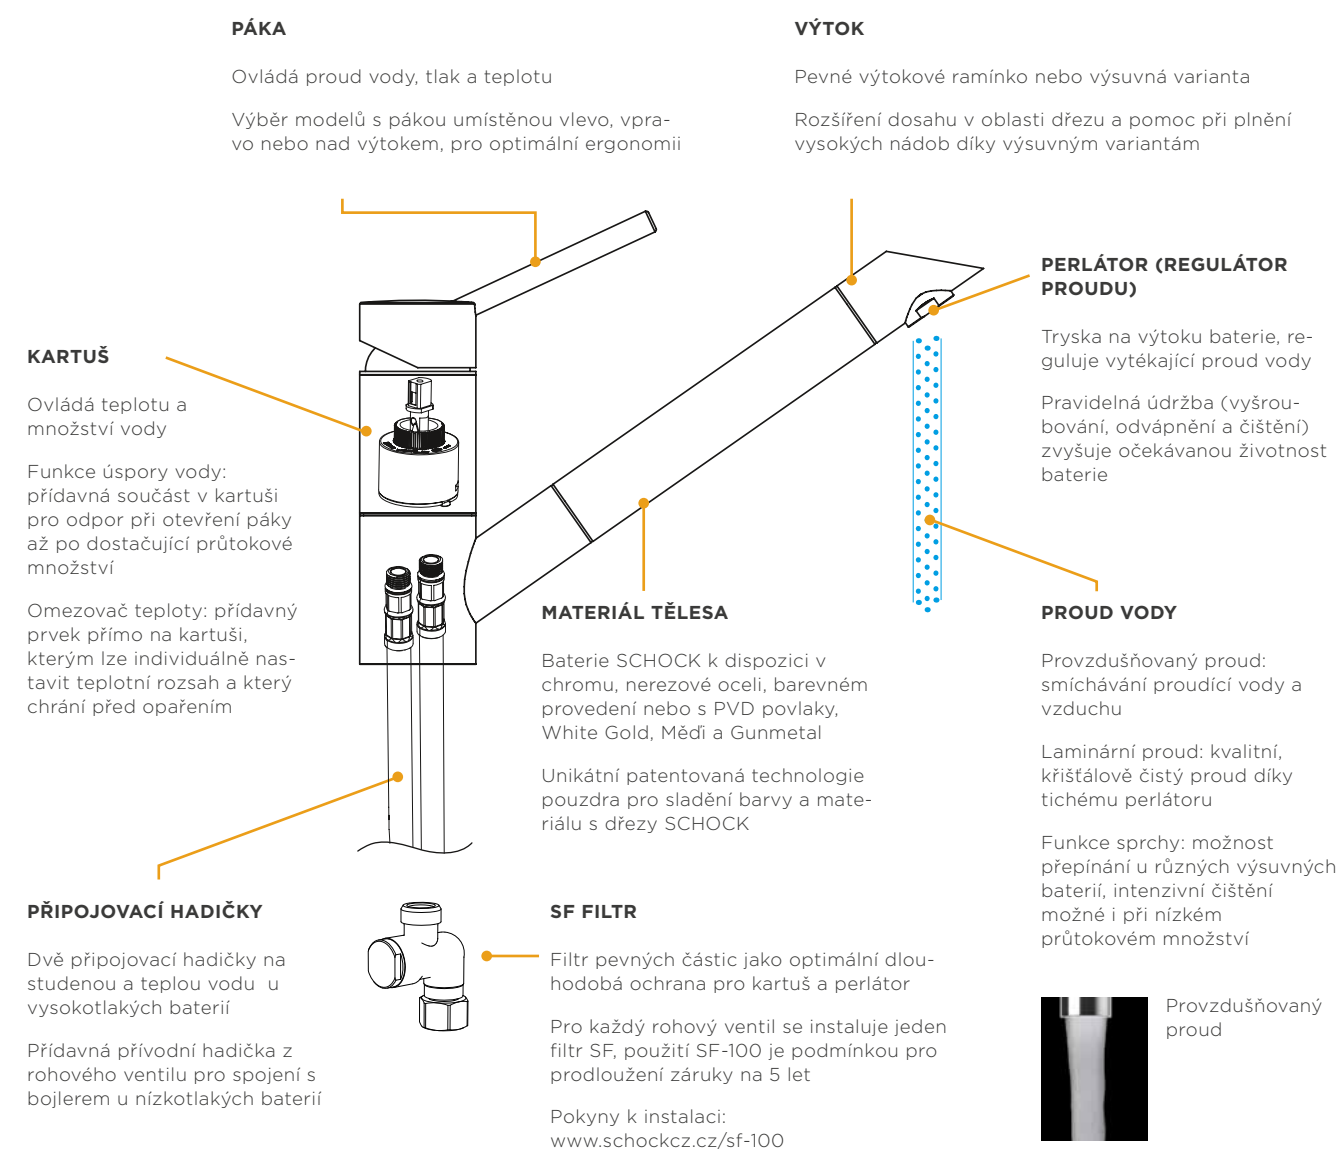 PÁKA
Ovládá proud vody, tlak a teplotu
Výběr modelů s pákou umístěnou vlevo, vpra-
vo nebo nad výtokem, pro optimální ergonomii
VÝTOK
Pevné výtokové ramínko nebo výsuvná varianta
Rozšíření dosahu v oblasti dřezu a pomoc při plnění
vysokých nádob díky výsuvným variantám
PERLÁTOR (REGULÁTOR
PROUDU)
Tryska na výtoku baterie, re-
guluje vytékající proud vody
Pravidelná údržba (vyšrou-
bování, odvápnění a čištění)
zvyšuje očekávanou životnost
baterie
KARTUŠ
Ovládá teplotu a
množství vody
Funkce úspory vody:
přídavná součást v kartuši
pro odpor při otevření páky
až po dostačující průtokové
množství
Omezovač teploty: přídavný
prvek přímo na kartuši,
kterým lze individuálně nas-
tavit teplotní rozsah a který
chrání před opařením
MATERIÁL TĚLESA
Baterie SCHOCK k dispozici v
chromu, nerezové oceli, barevném
provedení nebo s PVD povlaky,
White Gold, Měďi a Gunmetal
Unikátní patentovaná technologie
pouzdra pro sladění barvy a mate-
riálu s dřezy SCHOCK
PROUD VODY
Provzdušňovaný proud:
smíchávání proudící vody a
vzduchu
Laminární proud: kvalitní,
křišťálově čistý proud díky
tichému perlátoru
Funkce sprchy: možnost
přepínání u různých výsuvných
baterií, intenzivní čištění
možné i při nízkém
průtokovém množství
PŘIPOJOVACÍ HADIČKY
Dvě připojovací hadičky na
studenou a teplou vodu u
vysokotlakých baterií
Přídavná přívodní hadička z
rohového ventilu pro spojení s
bojlerem u nízkotlakých baterií
SF FILTR
Filtr pevných částic jako optimální dlou-
hodobá ochrana pro kartuš a perlátor
Pro každý rohový ventil se instaluje jeden
filtr SF, použití SF-100 je podmínkou pro
prodloužení záruky na 5 let
Pokyny k instalaci:
www.schockcz.cz/sf-100
Provzdušňovaný
proud